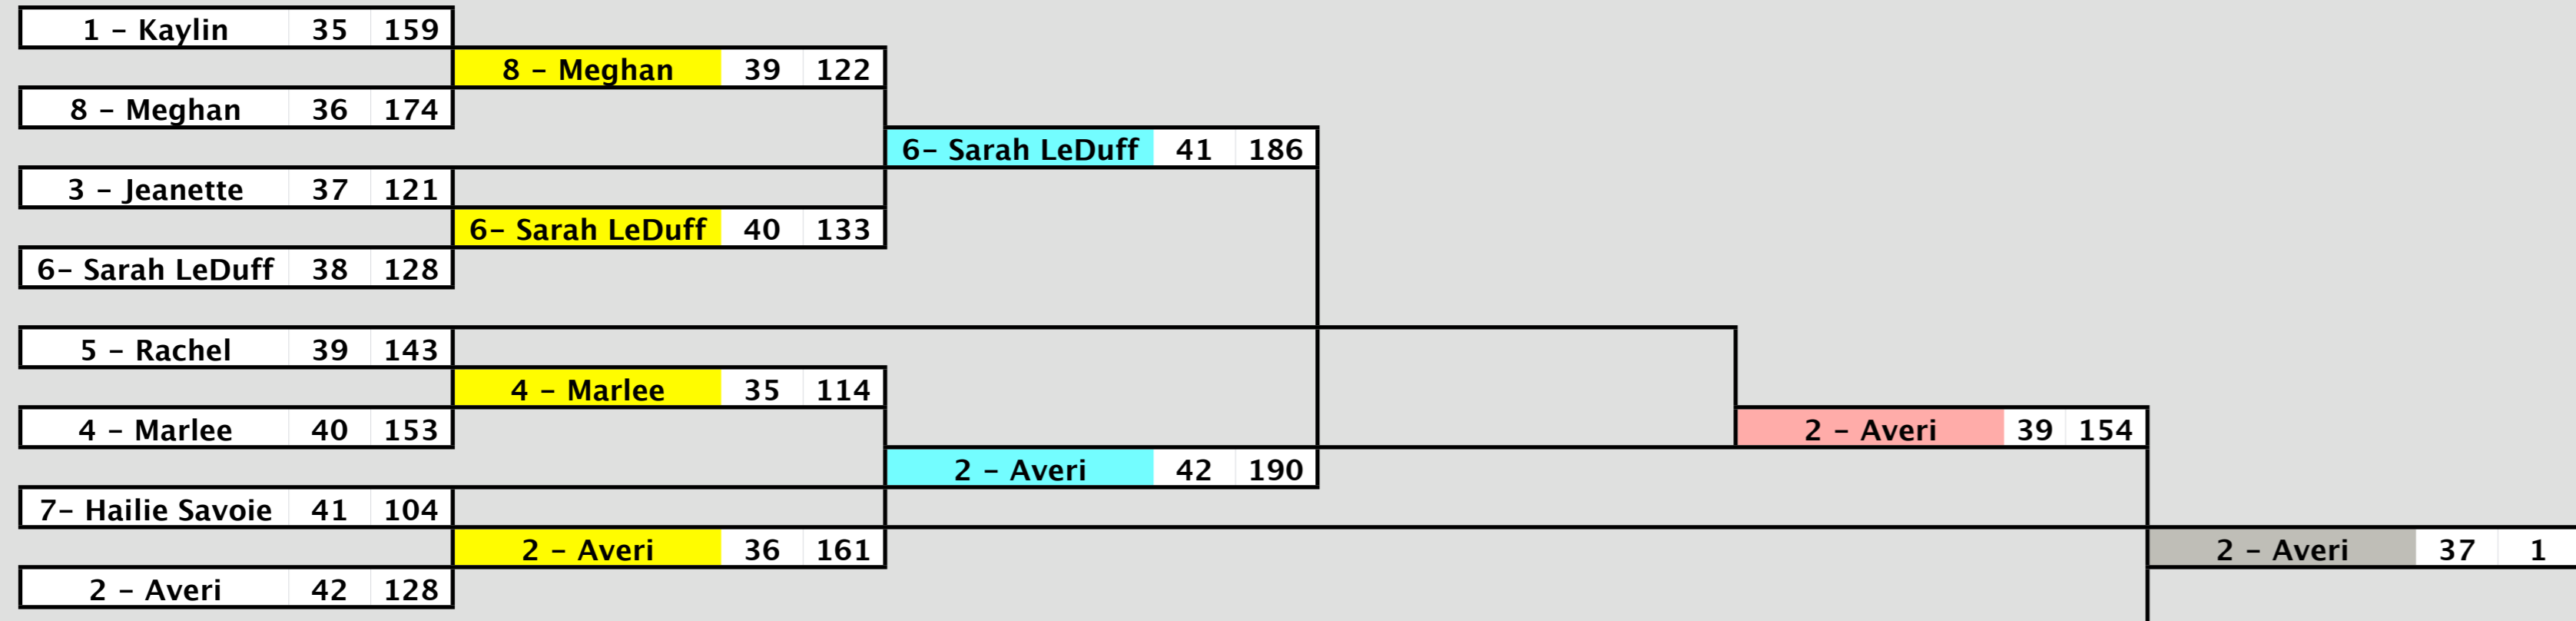 1 – Kaylin 35 159
8 – Meghan 39 122
8 – Meghan 36 174
6– Sarah LeDuff 41 186
3 – Jeanette 37 121
6– Sarah LeDuff 40 133
6– Sarah LeDuff 38 128
5 – Rachel 39 143
4 – Marlee 35 114
4 – Marlee 40 153
2 – Averi 39 154
2 – Averi 42 190
7– Hailie Savoie 41 104
2 – Averi 36 161
2 – Averi 37 1
2 – Averi 42 128